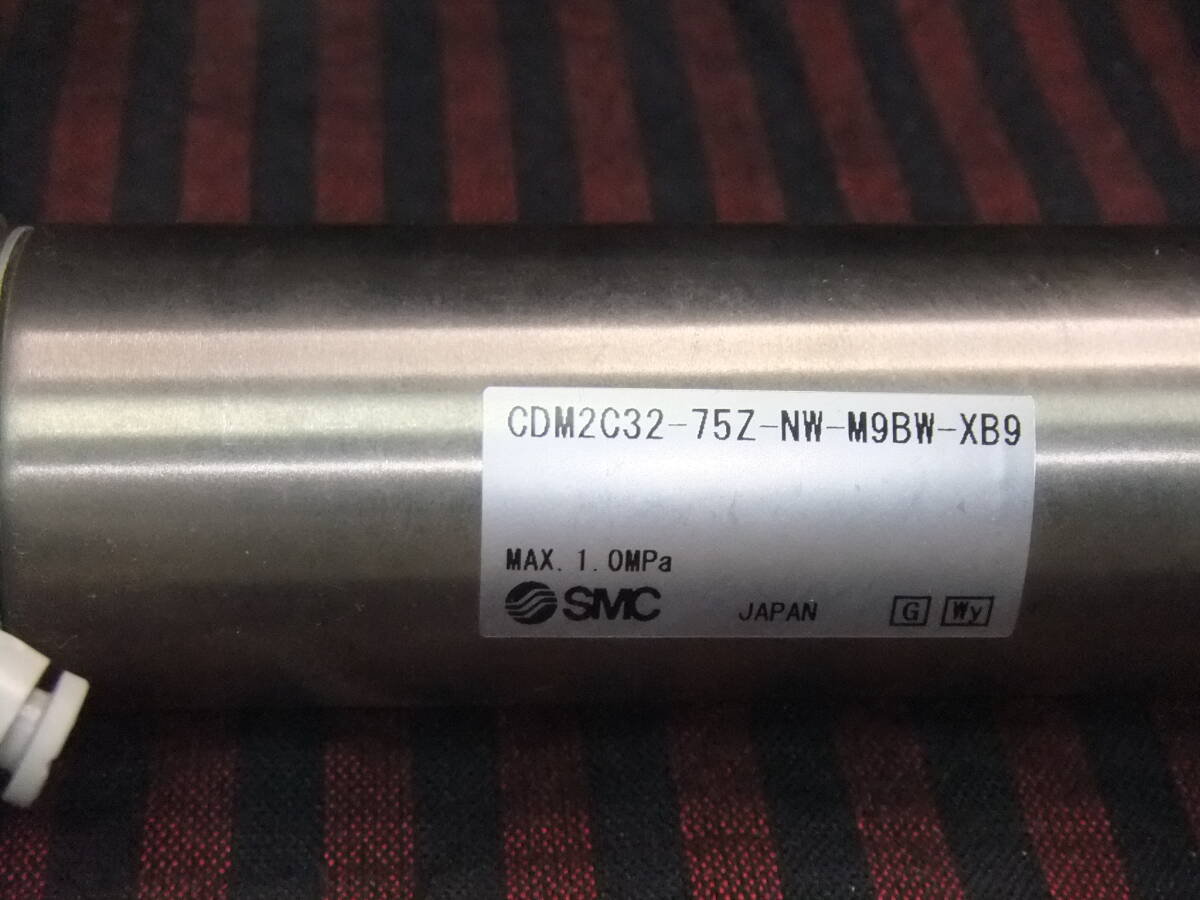 CDM2C32-75Z-NW-M9BW-XB9
MAX. 1.0MPa
SMC JAPAN G Wy